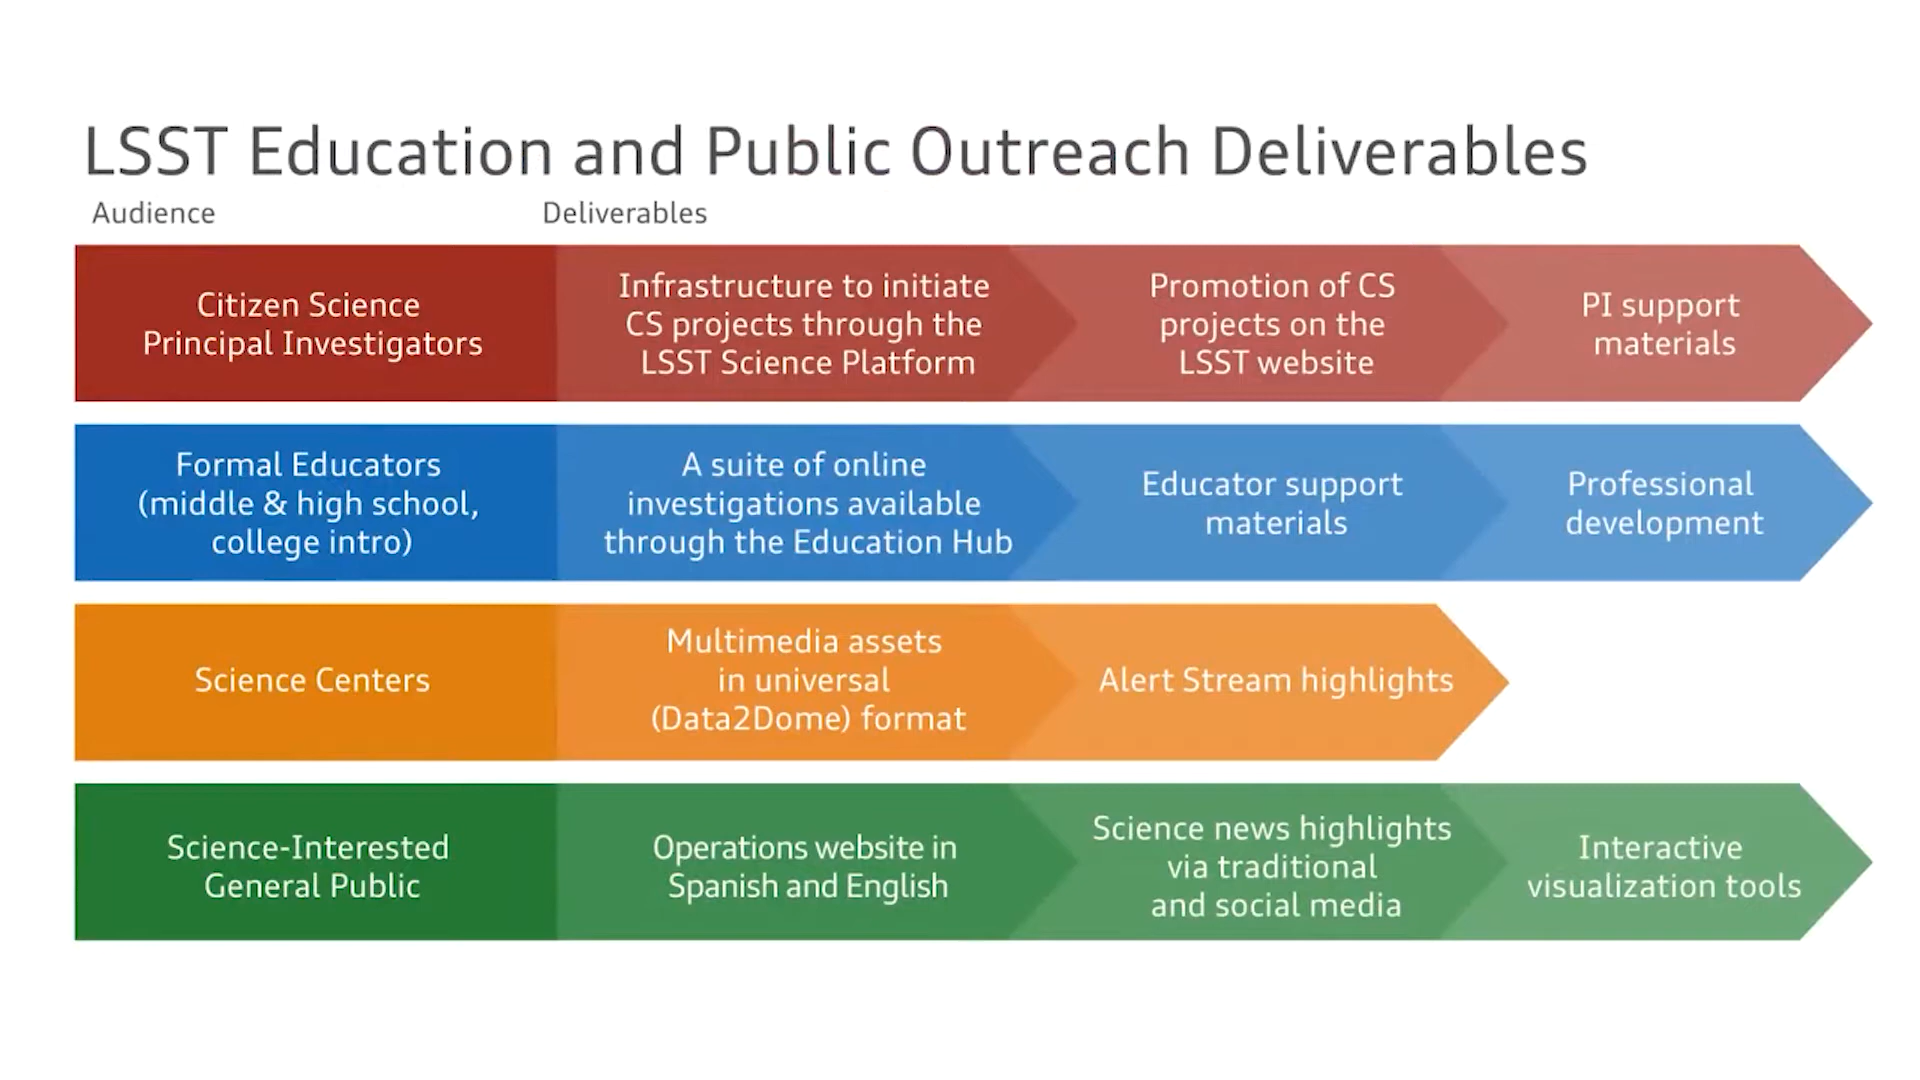 LSST Education and Public Outreach Deliverables
Audience
Deliverables
Citizen Science
Principal Investigators
Infrastructure to initiate
CS projects through the
LSST Science Platform
Promotion of CS
projects on the
LSST website
PI support
materials
Formal Educators
(middle & high school,
college intro)
A suite of online
investigations available
through the Education Hub
Educator support
materials
Professional
development
Science Centers
Multimedia assets
in universal
(Data2Dome) format
Alert Stream highlights
Science-Interested
General Public
Operations website in
Spanish and English
Science news highlights
via traditional
and social media
Interactive
visualization tools